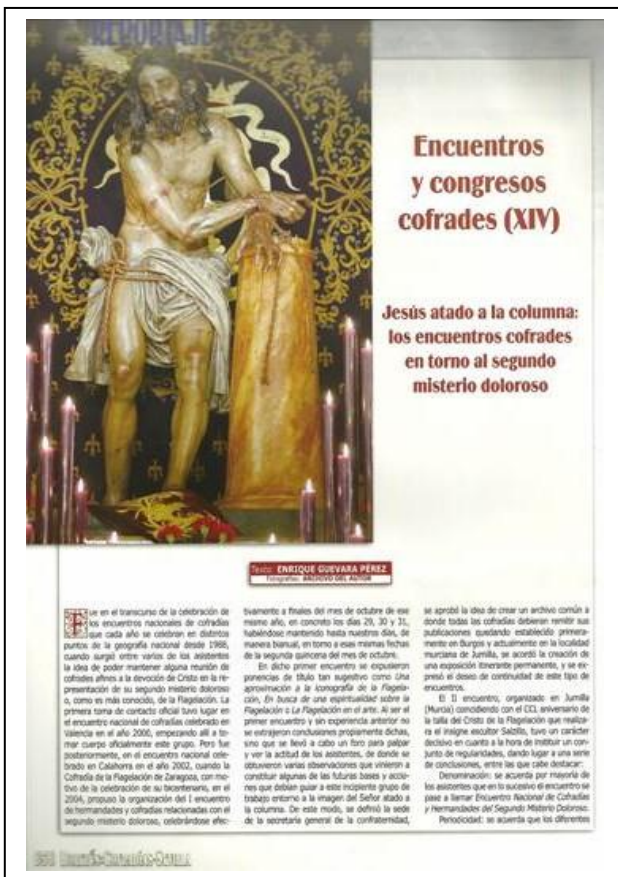 REPORTAJE
Encuentros
y congresos
cofrades (XIV)
Jesús atado a la columna:
los encuentros cofrades
en torno al segundo
misterio doloroso
Texto: ENRIQUE GUEVARA PÉREZ
Fotografías: ARCHIVO DEL AUTOR
Fue en el transcurso de la celebración de
los encuentros nacionales de cofradías
que cada año se celebran en distintos
puntos de la geografía nacional desde 1988,
cuando surgió entre varios de los asistentes
la idea de poder mantener alguna reunión de
cofrades afines a la devoción de Cristo en la re-
presentación de su segundo misterio doloroso
o, como es más conocido, de la Flagelación. La
primera toma de contacto oficial tuvo lugar en
el encuentro nacional de cofradías celebrado en
Valencia en el año 2000, empezando allí a to-
mar cuerpo oficialmente este grupo. Pero fue
posteriormente, en el encuentro nacional cele-
brado en Calahorra en el año 2002, cuando la
Cofradía de la Flagelación de Zaragoza, con mo-
tivo de la celebración de su bicentenario, en el
2004, propuso la organización del I encuentro
de hermandades y cofradías relacionadas con el
segundo misterio doloroso, celebrándose efec-
tivamente a finales del mes de octubre de ese
mismo año, en concreto los días 29, 30 y 31,
habiéndose mantenido hasta nuestros días, de
manera bianual, en torno a esas mismas fechas
de la segunda quincena del mes de octubre.
En dicho primer encuentro se expusieron
ponencias de título tan sugestivo como Una
aproximación a la iconografía de la Flagela-
ción, En busca de una espiritualidad sobre la
Flagelación o La Flagelación en el arte. Al ser el
primer encuentro y sin experiencia anterior no
se extrajeron conclusiones propiamente dichas,
sino que se llevó a cabo un foro para palpar
y ver la actitud de los asistentes, de donde se
obtuvieron varias observaciones que vinieron a
constituir algunas de las futuras bases y accio-
nes que debían guiar a este incipiente grupo de
trabajo entorno a la imagen del Señor atado a
la columna. De este modo, se definió la sede
de la secretaría general de la confraternidad,
se aprobó la idea de crear un archivo común a
donde todas las cofradías debieran remitir sus
publicaciones quedando establecido primera-
mente en Burgos y actualmente en la localidad
murciana de Jumilla, se acordó la creación de
una exposición itinerante permanente, y se ex-
presó el deseo de continuidad de este tipo de
encuentros.
El II encuentro, organizado en Jumilla
(Murcia) coincidiendo con el CCL aniversario de
la talla del Cristo de la Flagelación que realiza-
ra el insigne escultor Salzillo, tuvo un carácter
decisivo en cuanto a la hora de instituir un con-
junto de regularidades, dando lugar a una serie
de conclusiones, entre las que cabe destacar:
Denominación: se acuerda por mayoría de
los asistentes que en lo sucesivo el encuentro se
pase a llamar Encuentro Nacional de Cofradías
y Hermandades del Segundo Misterio Doloroso.
Periodicidad: se acuerda que los diferentes